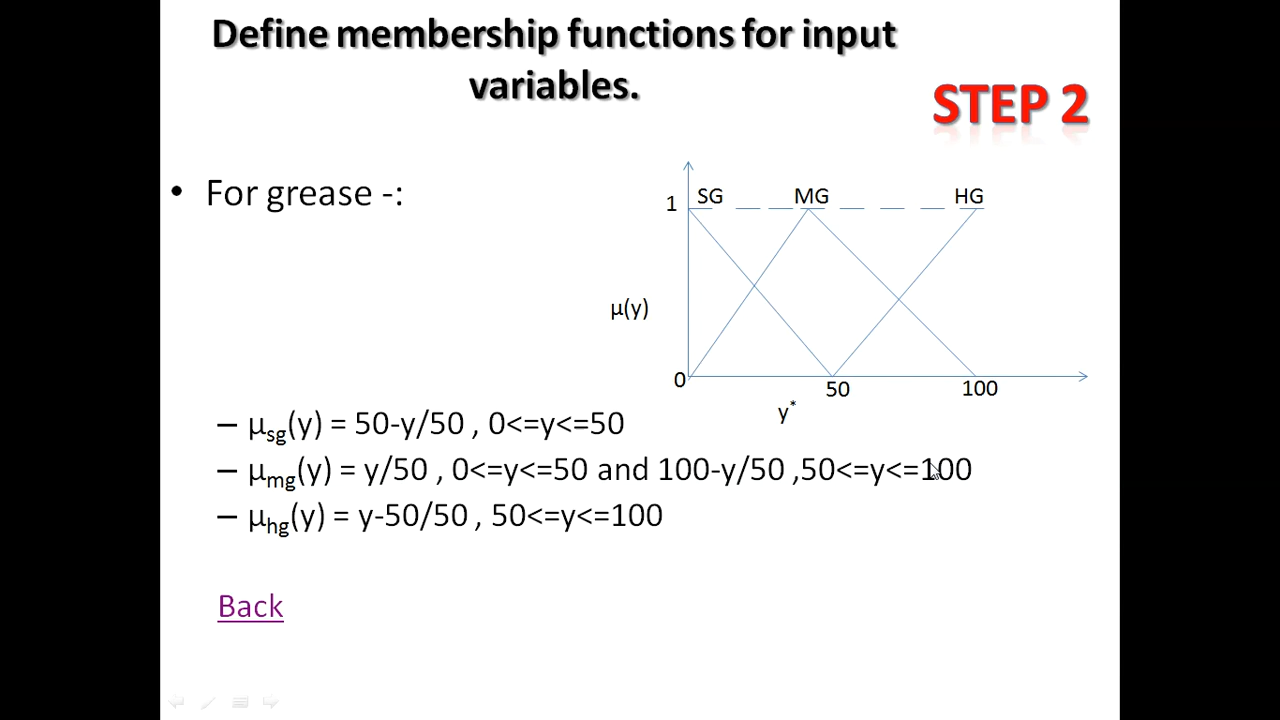 Define membership functions for input
variables.
STEP 2
• For grease -:
1
SG
MG
HG
µ(y)
0
50
100
y*
– µsg(y) = 50-y/50 , 0<=y<=50
– µmg(y) = y/50 , 0<=y<=50 and 100-y/50 ,50<=y<=100
– µhg(y) = y-50/50 , 50<=y<=100
Back